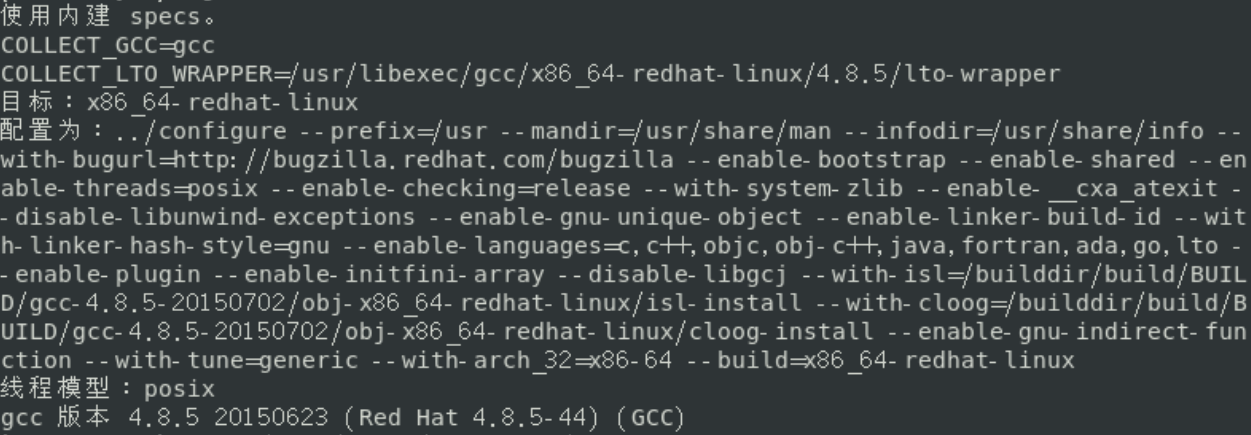 使用内建 specs。
COLLECT_GCC=gcc
COLLECT_LTO_WRAPPER=/usr/libexec/gcc/x86_64-redhat-linux/4.8.5/lto-wrapper
目标：x86_64-redhat-linux
配置为：../configure --prefix=/usr --mandir=/usr/share/man --infodir=/usr/share/info --
with-bugurl=http://bugzilla.redhat.com/bugzilla --enable-bootstrap --enable-shared --en
able-threads=posix --enable-checking=release --with-system-zlib --enable-__cxa_atexit -
-disable-libunwind-exceptions --enable-gnu-unique-object --enable-linker-build-id --wit
h-linker-hash-style=gnu --enable-languages=c,c++,objc,obj-c++,java,fortran,ada,go,lto -
-enable-plugin --enable-initfini-array --disable-libgcj --with-isl=/builddir/build/BUIL
D/gcc-4.8.5-20150702/obj-x86_64-redhat-linux/isl-install --with-cloog=/builddir/build/B
UILD/gcc-4.8.5-20150702/obj-x86_64-redhat-linux/cloog-install --enable-gnu-indirect-fun
ction --with-tune=generic --with-arch_32=x86-64 --build=x86_64-redhat-linux
线程模型：posix
gcc 版本 4.8.5 20150623 (Red Hat 4.8.5-44) (GCC)